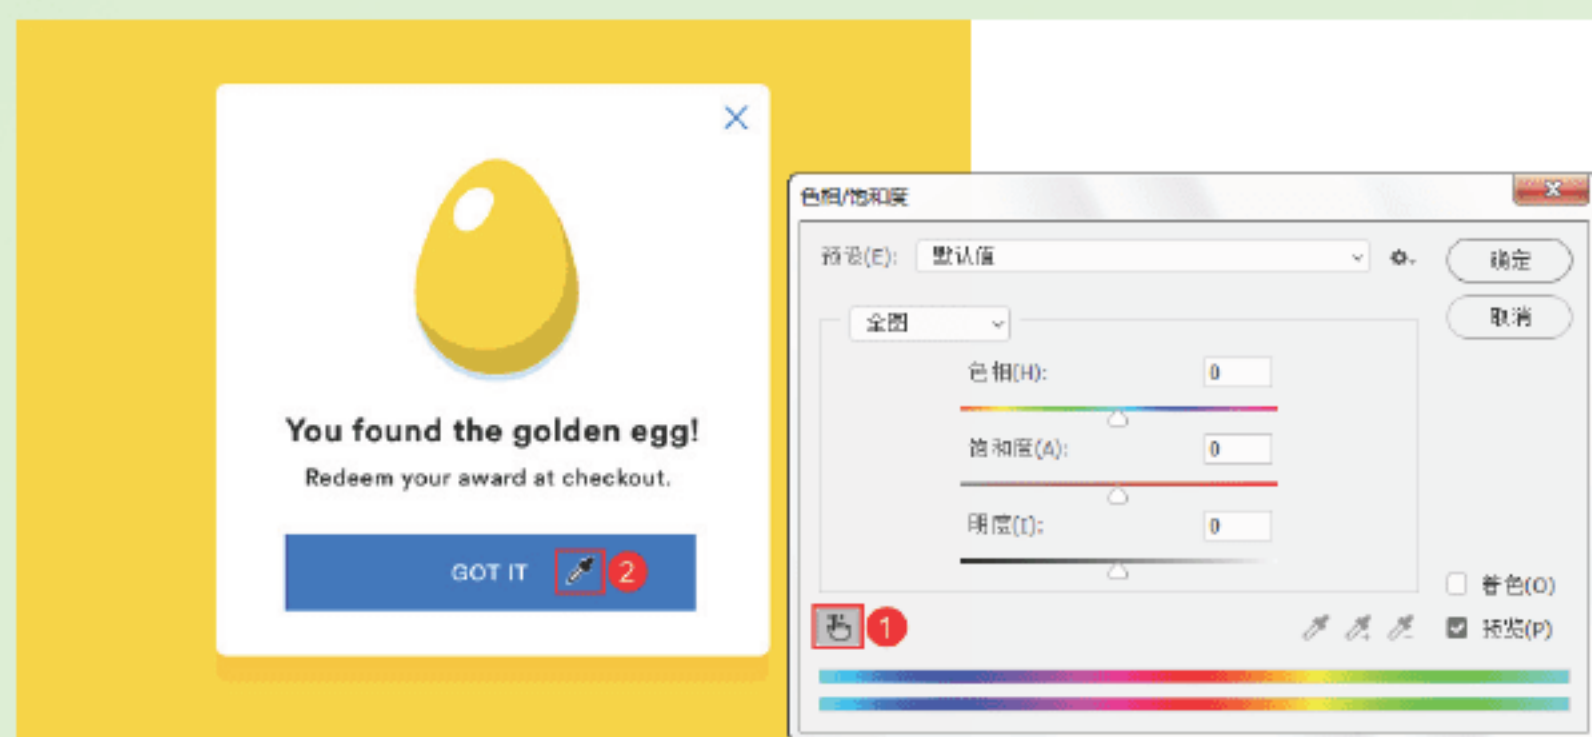 You found the golden egg!
Redeem your award at checkout.
GOT IT
2
色相/饱和度
预设(E):
默认值
确定
取消
全图
色相(H):
0
饱和度(A):
0
明度(I):
0
着色(O)
预览(P)
1